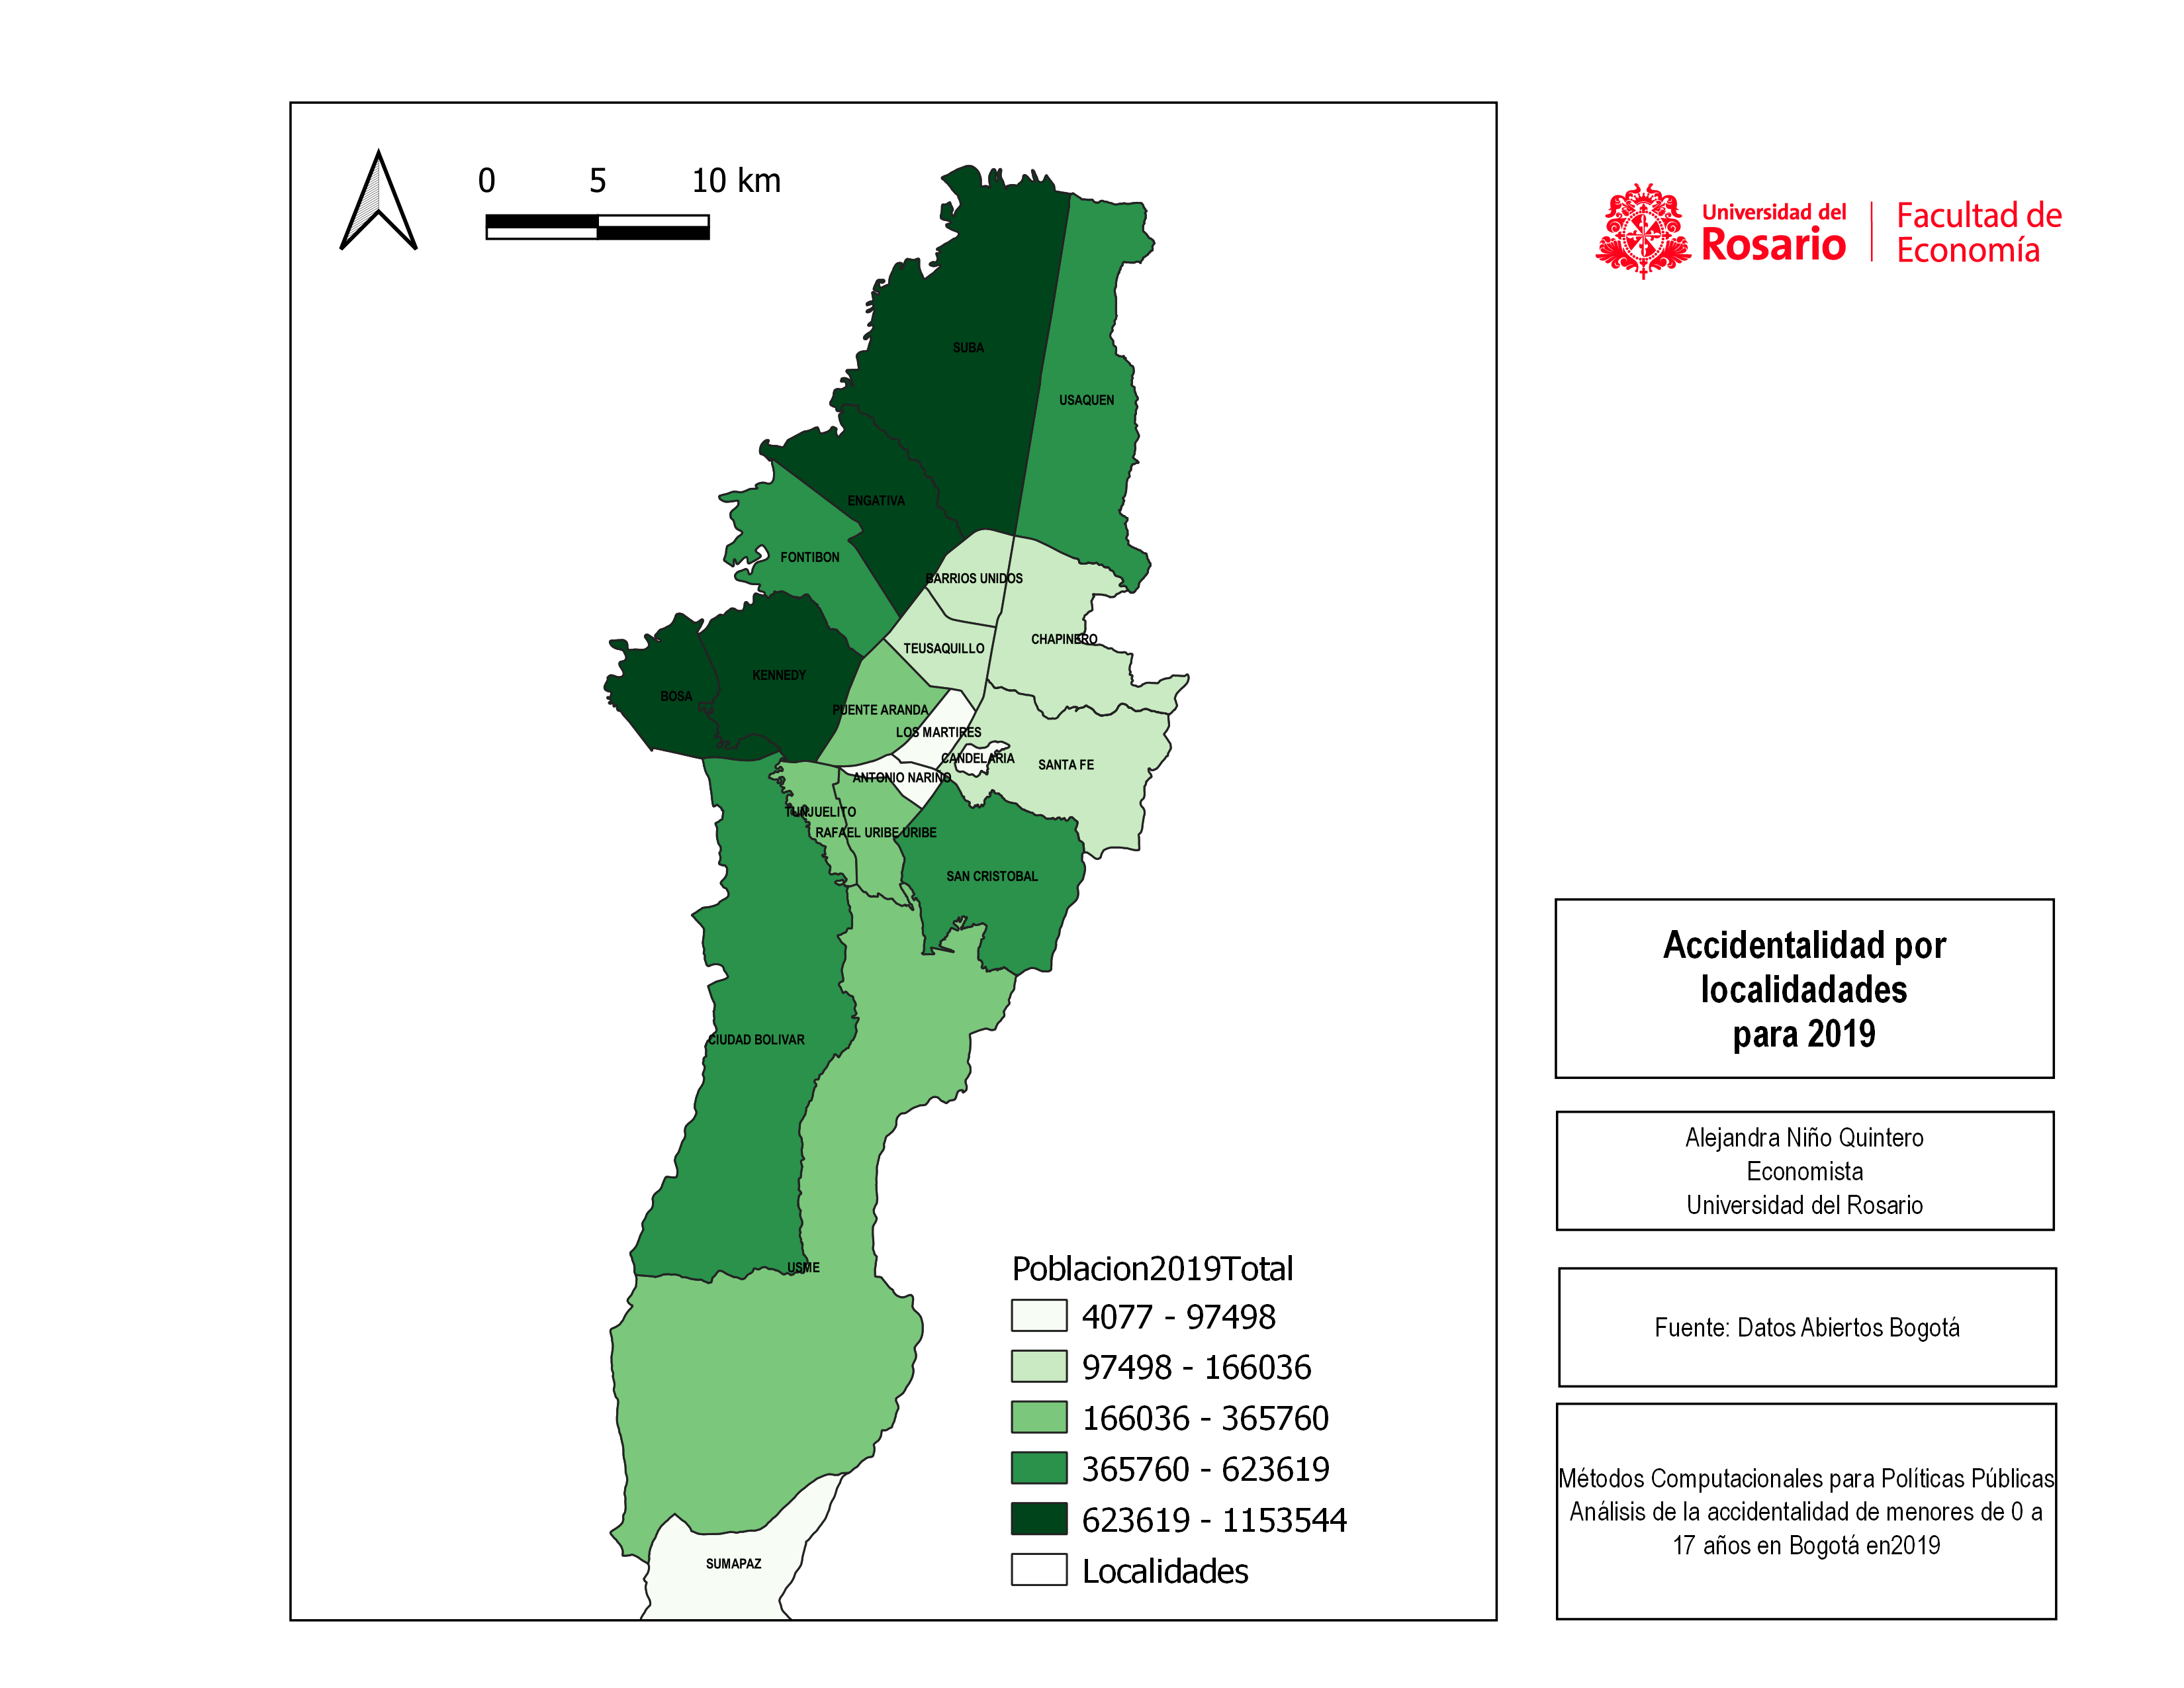 0 5 10 km
Universidad del
Rosario
Facultad de
Economía
SUBA
USAQUEN
ENGATIVA
FONTIBON
BARRIOS UNIDOS
CHAPINERO
TEUSAQUILLO
KENNEDY
BOSA
PUENTE ARANDA
LOS MARTIRES
CANDELARIA
SANTA FE
ANTONIO NARIÑO
TUNJUELITO
RAFAEL URIBE URIBE
SAN CRISTOBAL
CIUDAD BOLIVAR
USME
SUMAPAZ
Poblacion2019Total
4077 - 97498
97498 - 166036
166036 - 365760
365760 - 623619
623619 - 1153544
Localidades
Accidentalidad por
localidadades
para 2019
Alejandra Niño Quintero
Economista
Universidad del Rosario
Fuente: Datos Abiertos Bogotá
Métodos Computacionales para Políticas Públicas
Análisis de la accidentalidad de menores de 0 a
17 años en Bogotá en2019